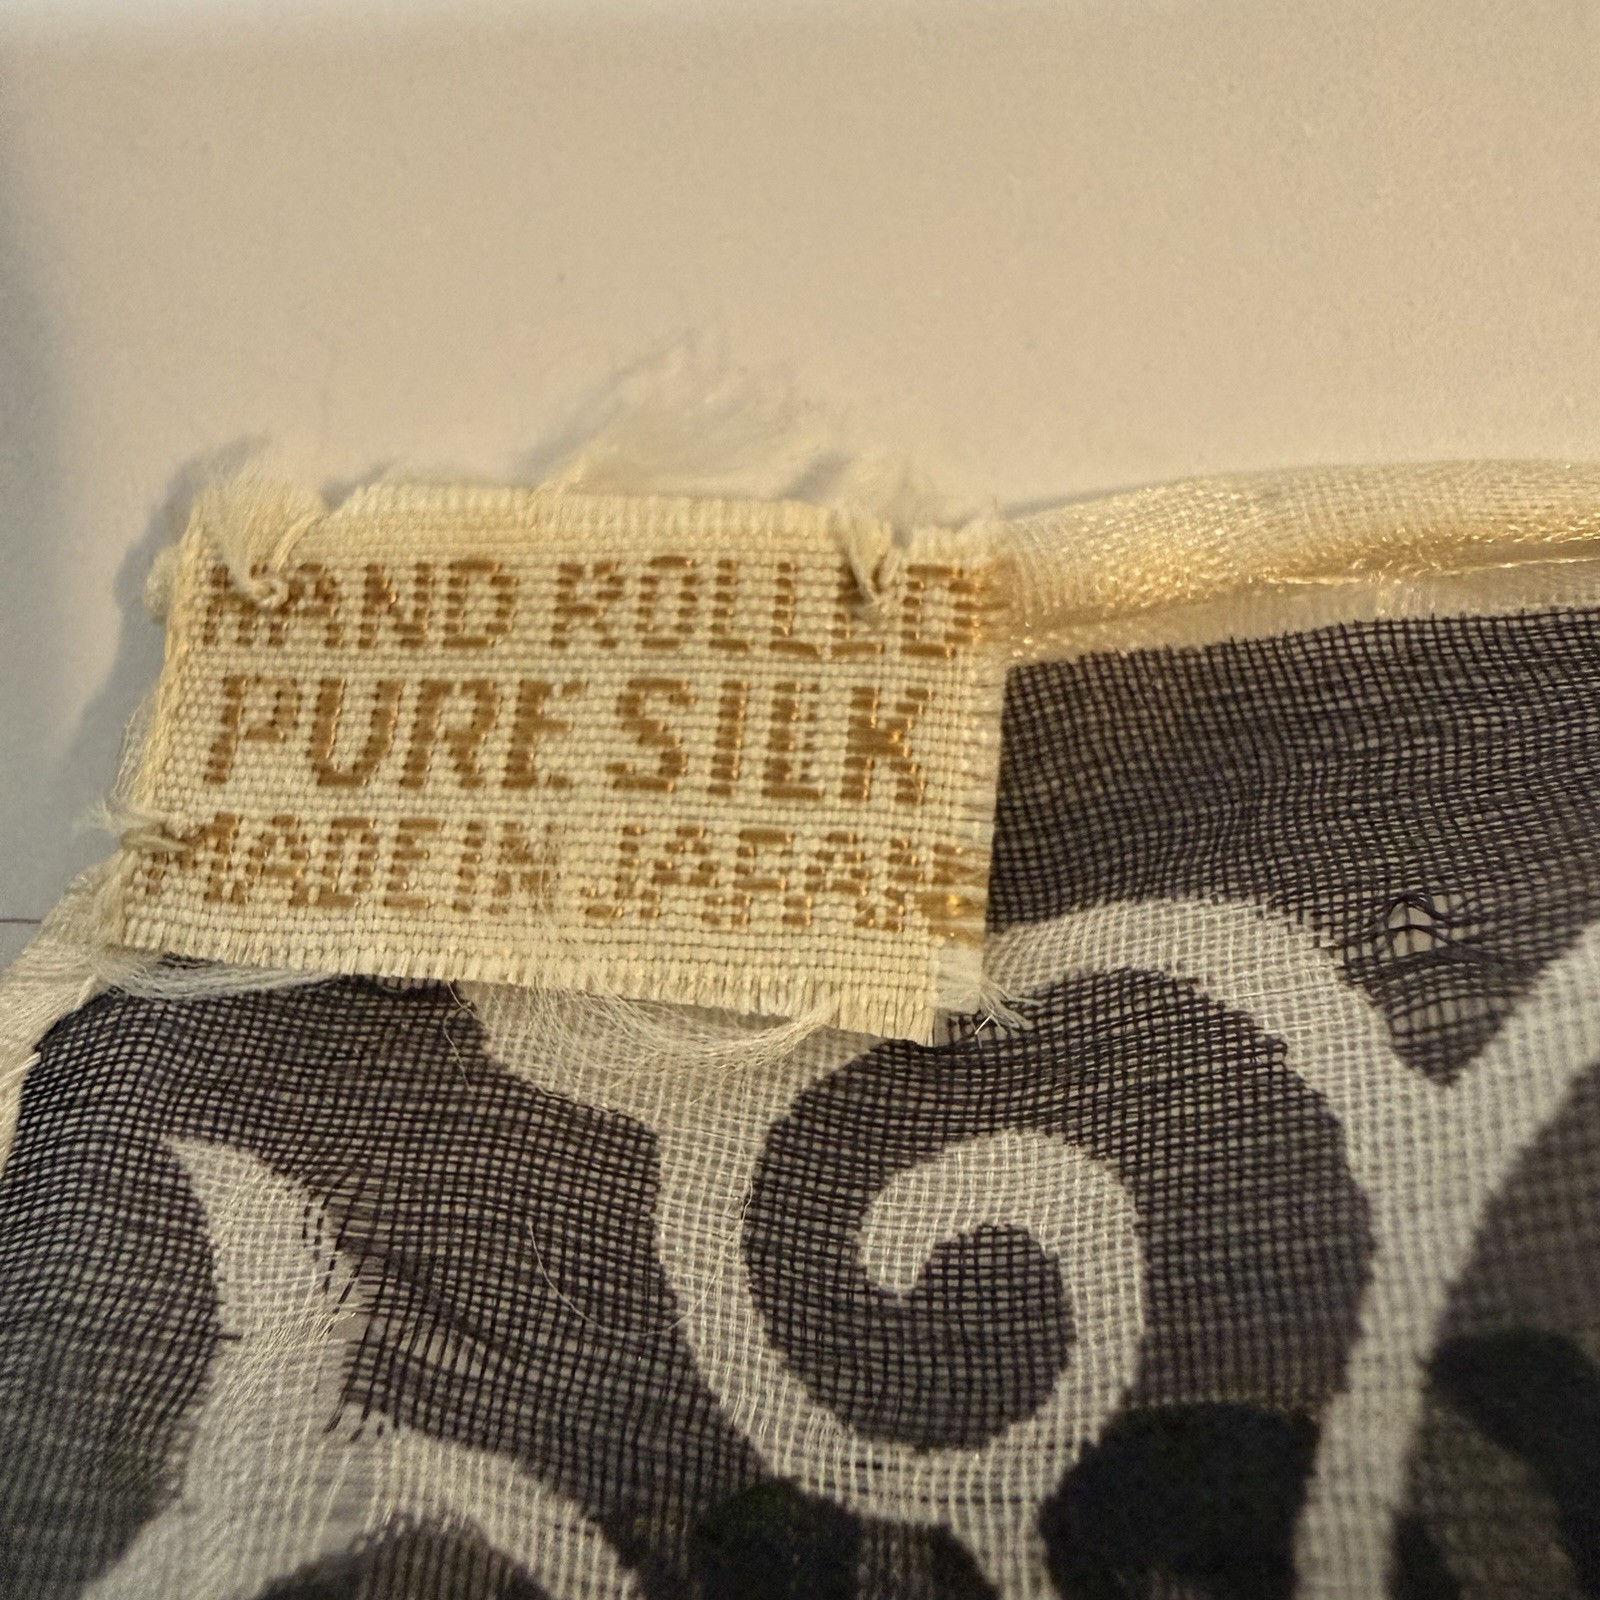 HAND ROLLED
PURE SILK
MADE IN JAPAN